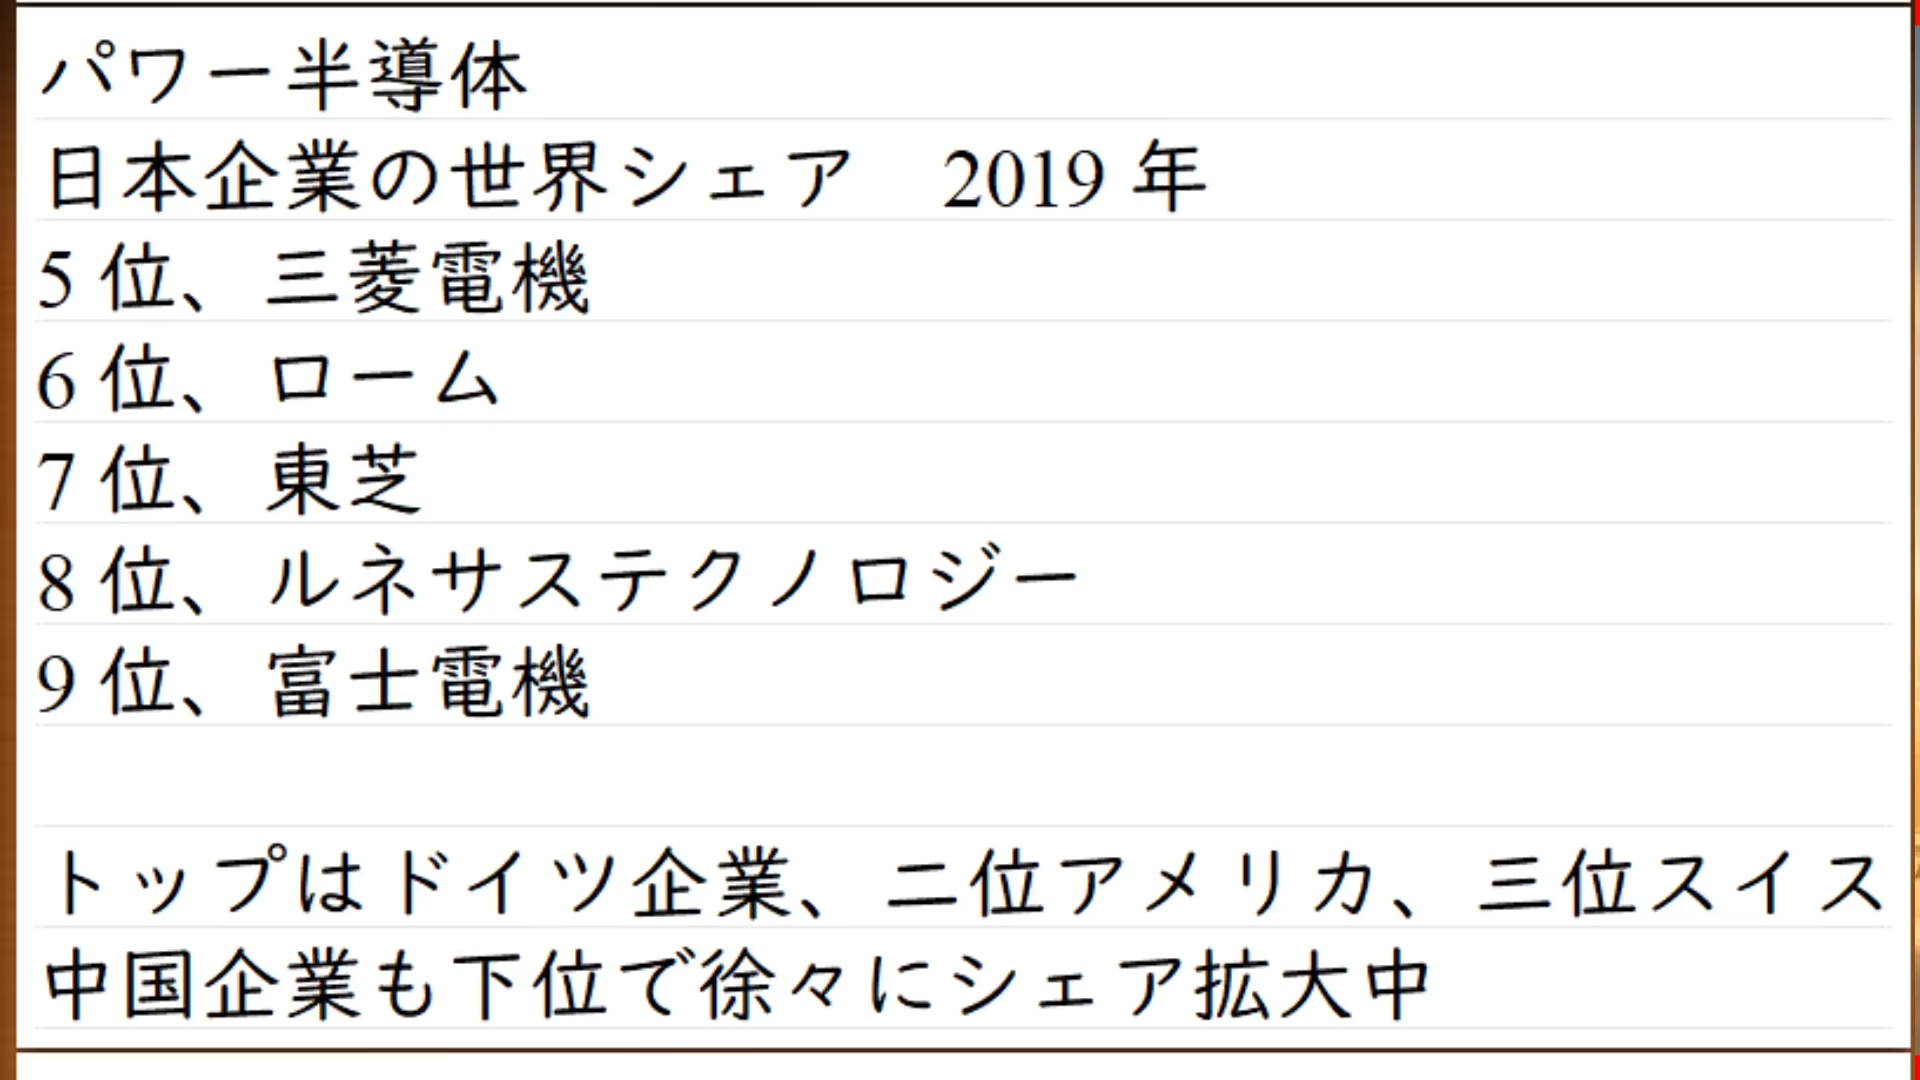 パワー半導体
日本企業の世界シェア　2019 年
5 位、三菱電機
6 位、ローム
7 位、東芝
8 位、ルネサステクノロジー
9 位、富士電機
トップはドイツ企業、二位アメリカ、三位スイス
中国企業も下位で徐々にシェア拡大中